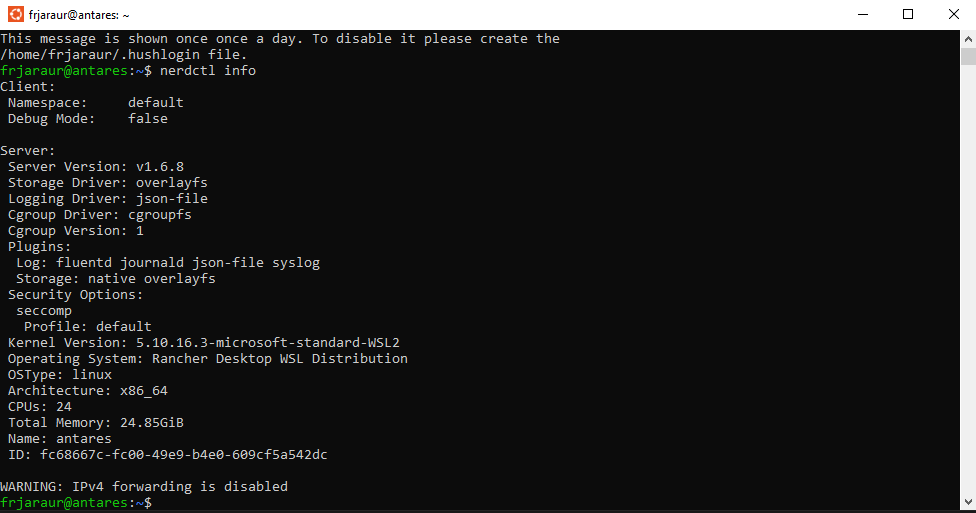 frjaraur@antares: ~
This message is shown once once a day. To disable it please create the
/home/frjaraur/.hushlogin file.
frjaraur@antares:~$ nerdctl info
Client:
 Namespace:     default
 Debug Mode:    false

Server:
 Server Version: v1.6.8
 Storage Driver: overlayfs
 Logging Driver: json-file
 Cgroup Driver: cgroupfs
 Cgroup Version: 1
 Plugins:
  Log: fluentd journald json-file syslog
  Storage: native overlayfs
 Security Options:
  seccomp
   Profile: default
 Kernel Version: 5.10.16.3-microsoft-standard-WSL2
 Operating System: Rancher Desktop WSL Distribution
 OSType: linux
 Architecture: x86_64
 CPUs: 24
 Total Memory: 24.85GiB
 Name: antares
 ID: fc68667c-fc00-49e9-b4e0-609cf5a542dc

WARNING: IPv4 forwarding is disabled
frjaraur@antares:~$